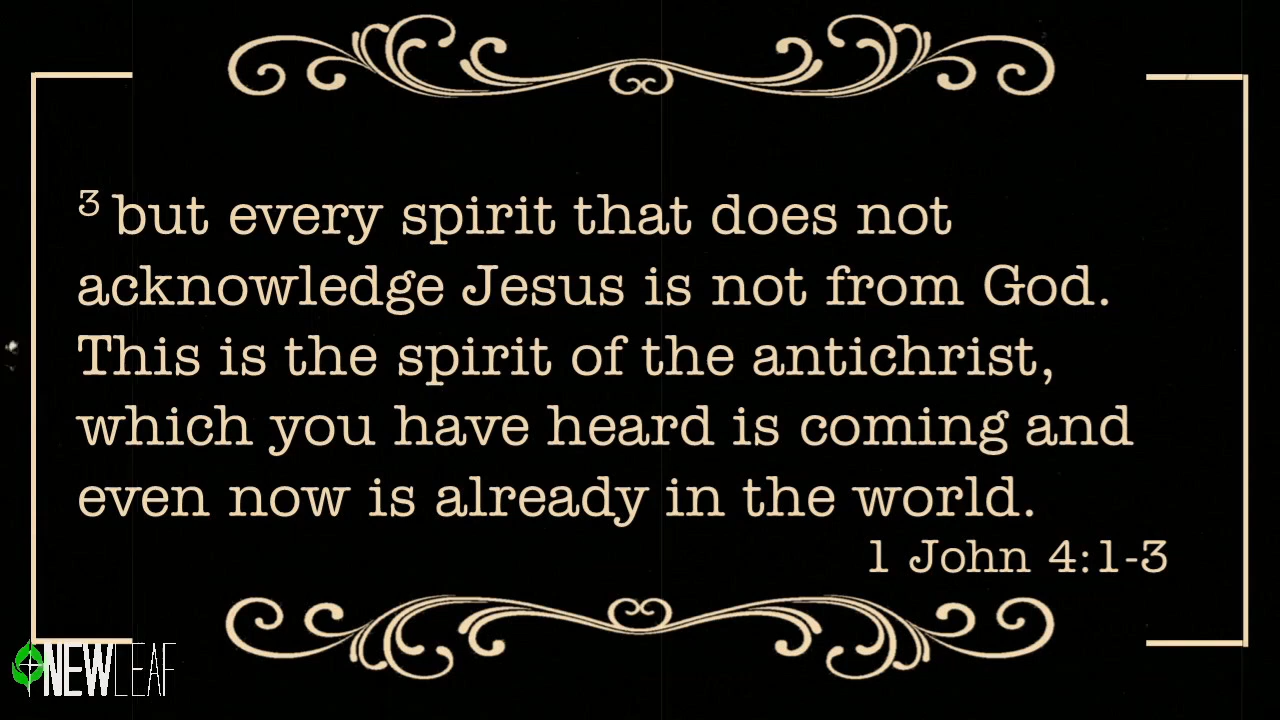 3 but every spirit that does not
acknowledge Jesus is not from God.
This is the spirit of the antichrist,
which you have heard is coming and
even now is already in the world.
1 John 4:1-3
NEWLEAF